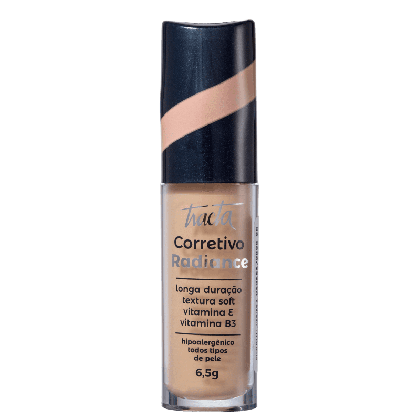 tracta
Corretivo
Radiance
longa duração
textura soft
vitamina E
vitamina B3
hipoalergênico
todos tipos
de pele
6,5g